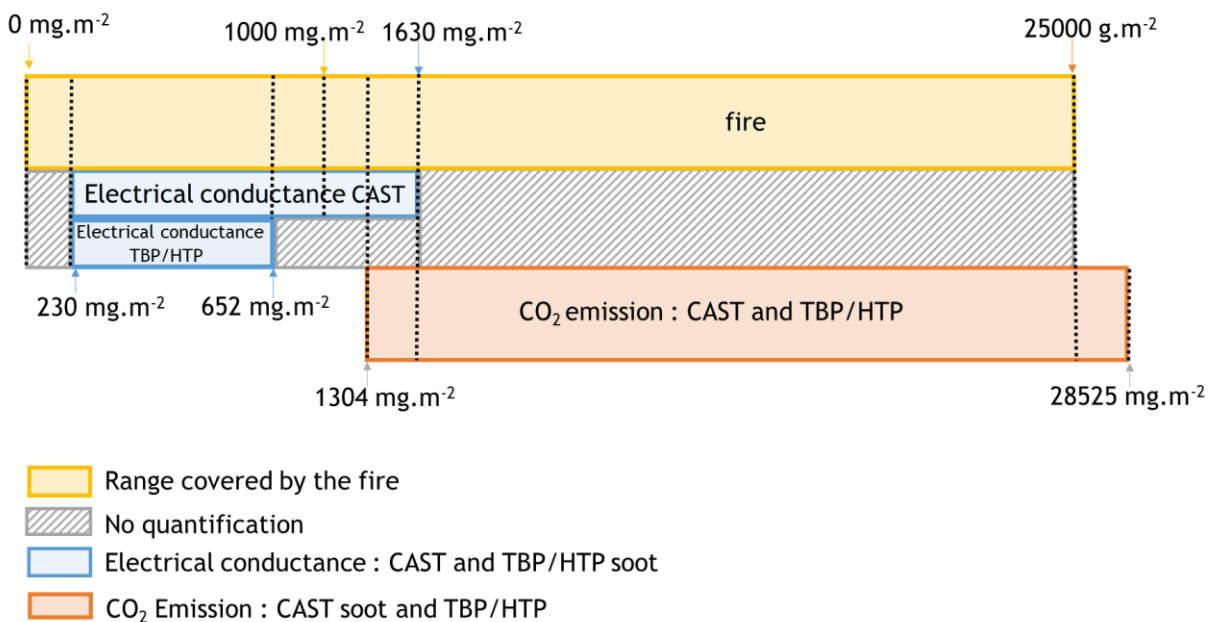 0 mg.m-2
1000 mg.m-2
1630 mg.m-2
25000 g.m-2
fire
Electrical conductance CAST
Electrical conductance
TBP/HTP
230 mg.m-2
652 mg.m-2
CO2 emission : CAST and TBP/HTP
1304 mg.m-2
28525 mg.m-2
Range covered by the fire
No quantification
Electrical conductance : CAST and TBP/HTP soot
CO2 Emission : CAST soot and TBP/HTP